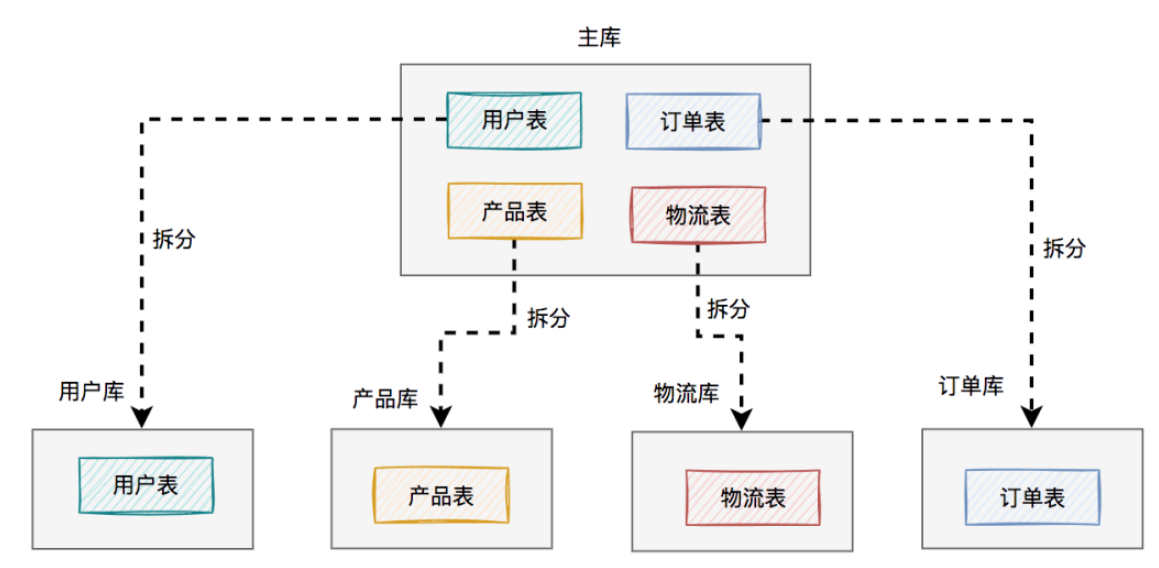 主库
用户表
订单表
产品表
物流表
拆分
拆分
拆分
拆分
用户库
产品库
物流库
订单库
用户表
产品表
物流表
订单表